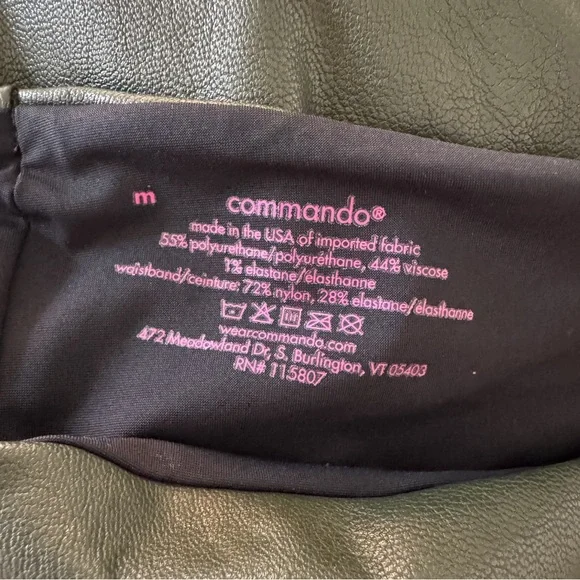 m
commando®
made in the USA of imported fabric
55% polyurethane/polyuréthane, 44% viscose
1% elastane/élasthanne
waistband/ceinture: 72% nylon, 28% elastane/élasthanne
wearcommando.com
472 Meadowland Dr, S. Burlington, VT 05403
RN# 115807